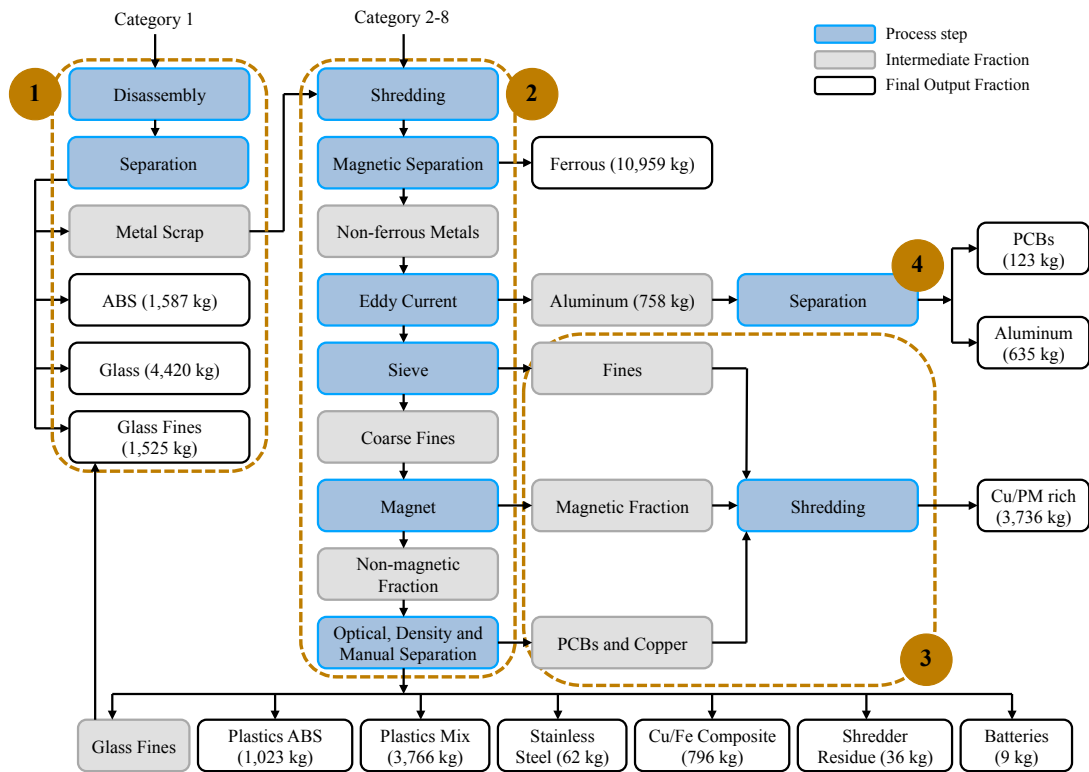 Category 1
Category 2-8
Process step
Intermediate Fraction
Final Output Fraction
1
Disassembly
Separation
Metal Scrap
ABS (1,587 kg)
Glass (4,420 kg)
Glass Fines
(1,525 kg)
2
Shredding
Magnetic Separation
Ferrous (10,959 kg)
Non-ferrous Metals
Eddy Current
Aluminum (758 kg)
4
Separation
PCBs
(123 kg)
Aluminum
(635 kg)
Sieve
Fines
Coarse Fines
Magnet
Magnetic Fraction
Shredding
Cu/PM rich
(3,736 kg)
Non-magnetic
Fraction
Optical, Density and
Manual Separation
PCBs and Copper
3
Glass Fines
Plastics ABS
(1,023 kg)
Plastics Mix
(3,766 kg)
Stainless
Steel (62 kg)
Cu/Fe Composite
(796 kg)
Shredder
Residue (36 kg)
Batteries
(9 kg)